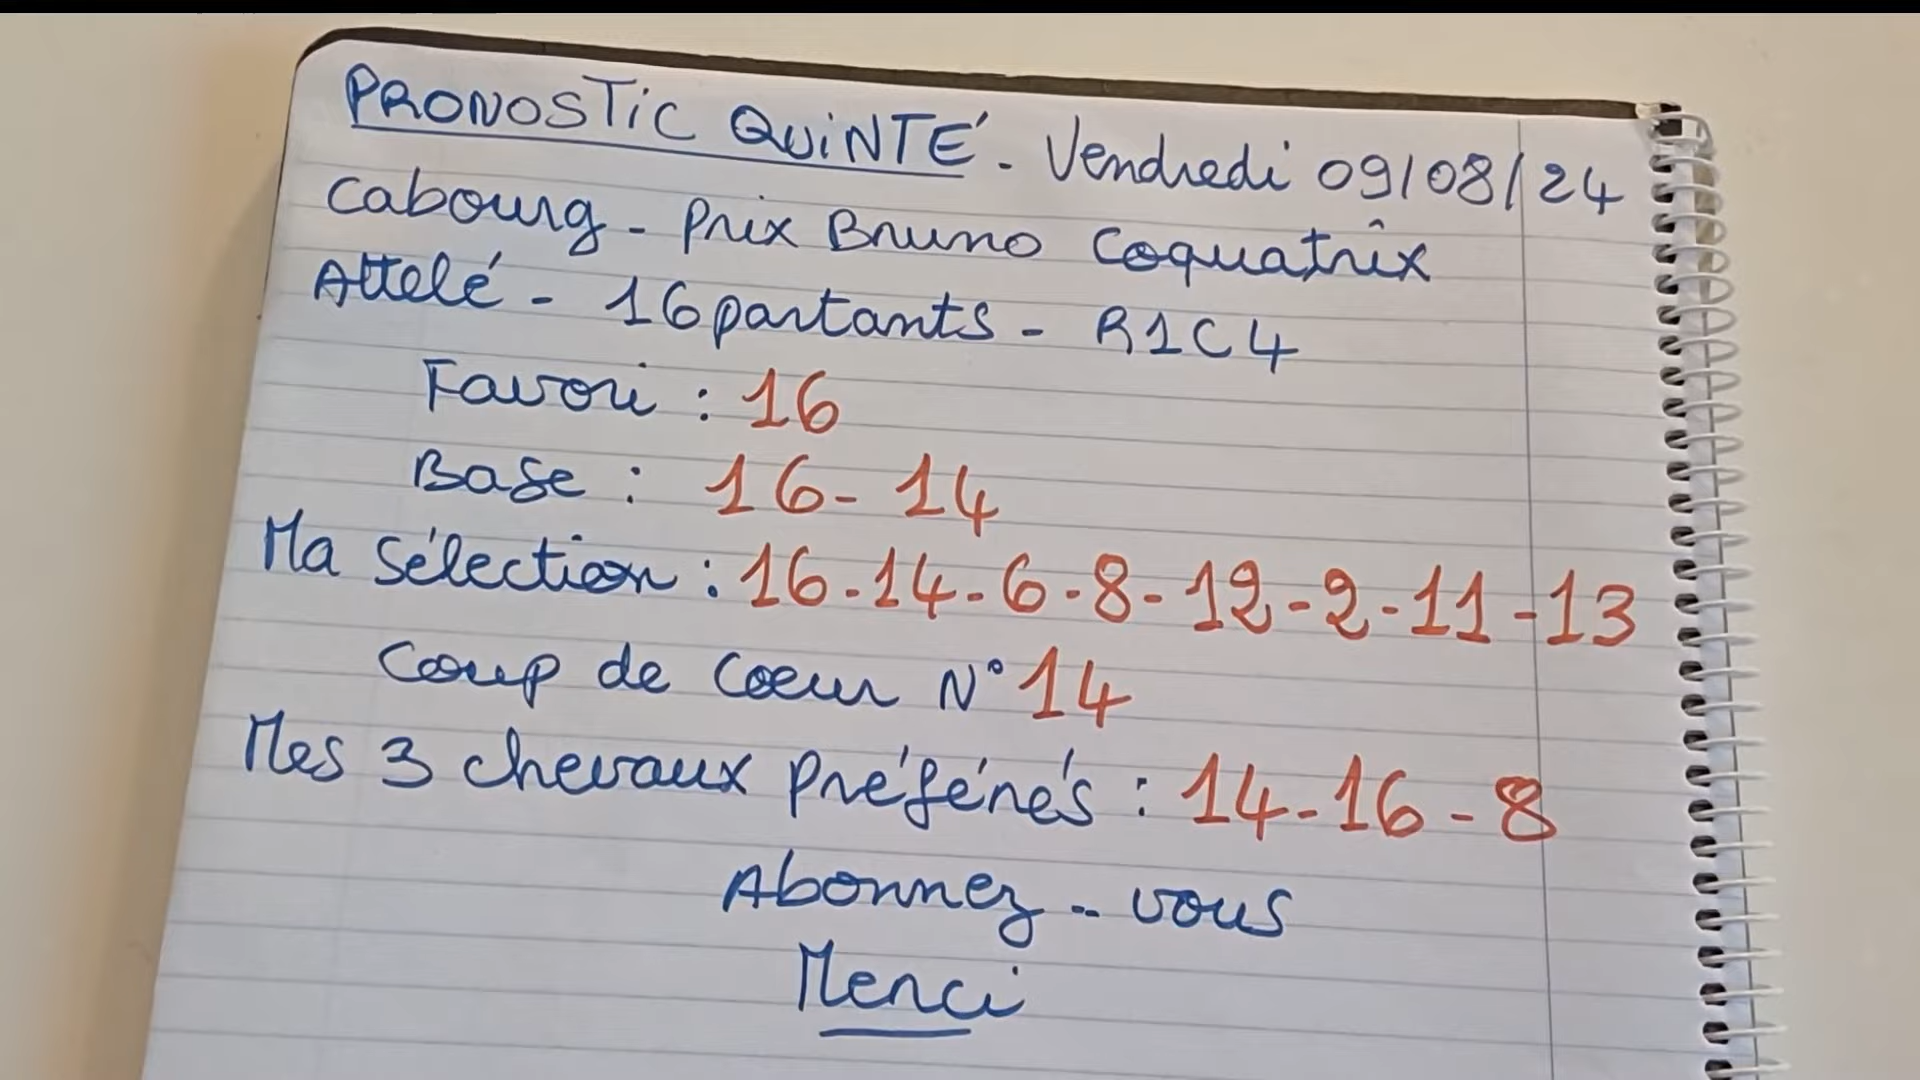 PRONOSTIC QUINTÉ - Vendredi 09/08/24
Cabourg - Prix Bruno Coquatrix
Attelé - 16 partants - R1C4
Favori : 16
Base : 16 - 14
Ma sélection : 16 - 14 - 6 - 8 - 12 - 2 - 11 - 13
Coup de cœur N° 14
Mes 3 chevaux préférés : 14 - 16 - 8
Abonnez - vous
Merci